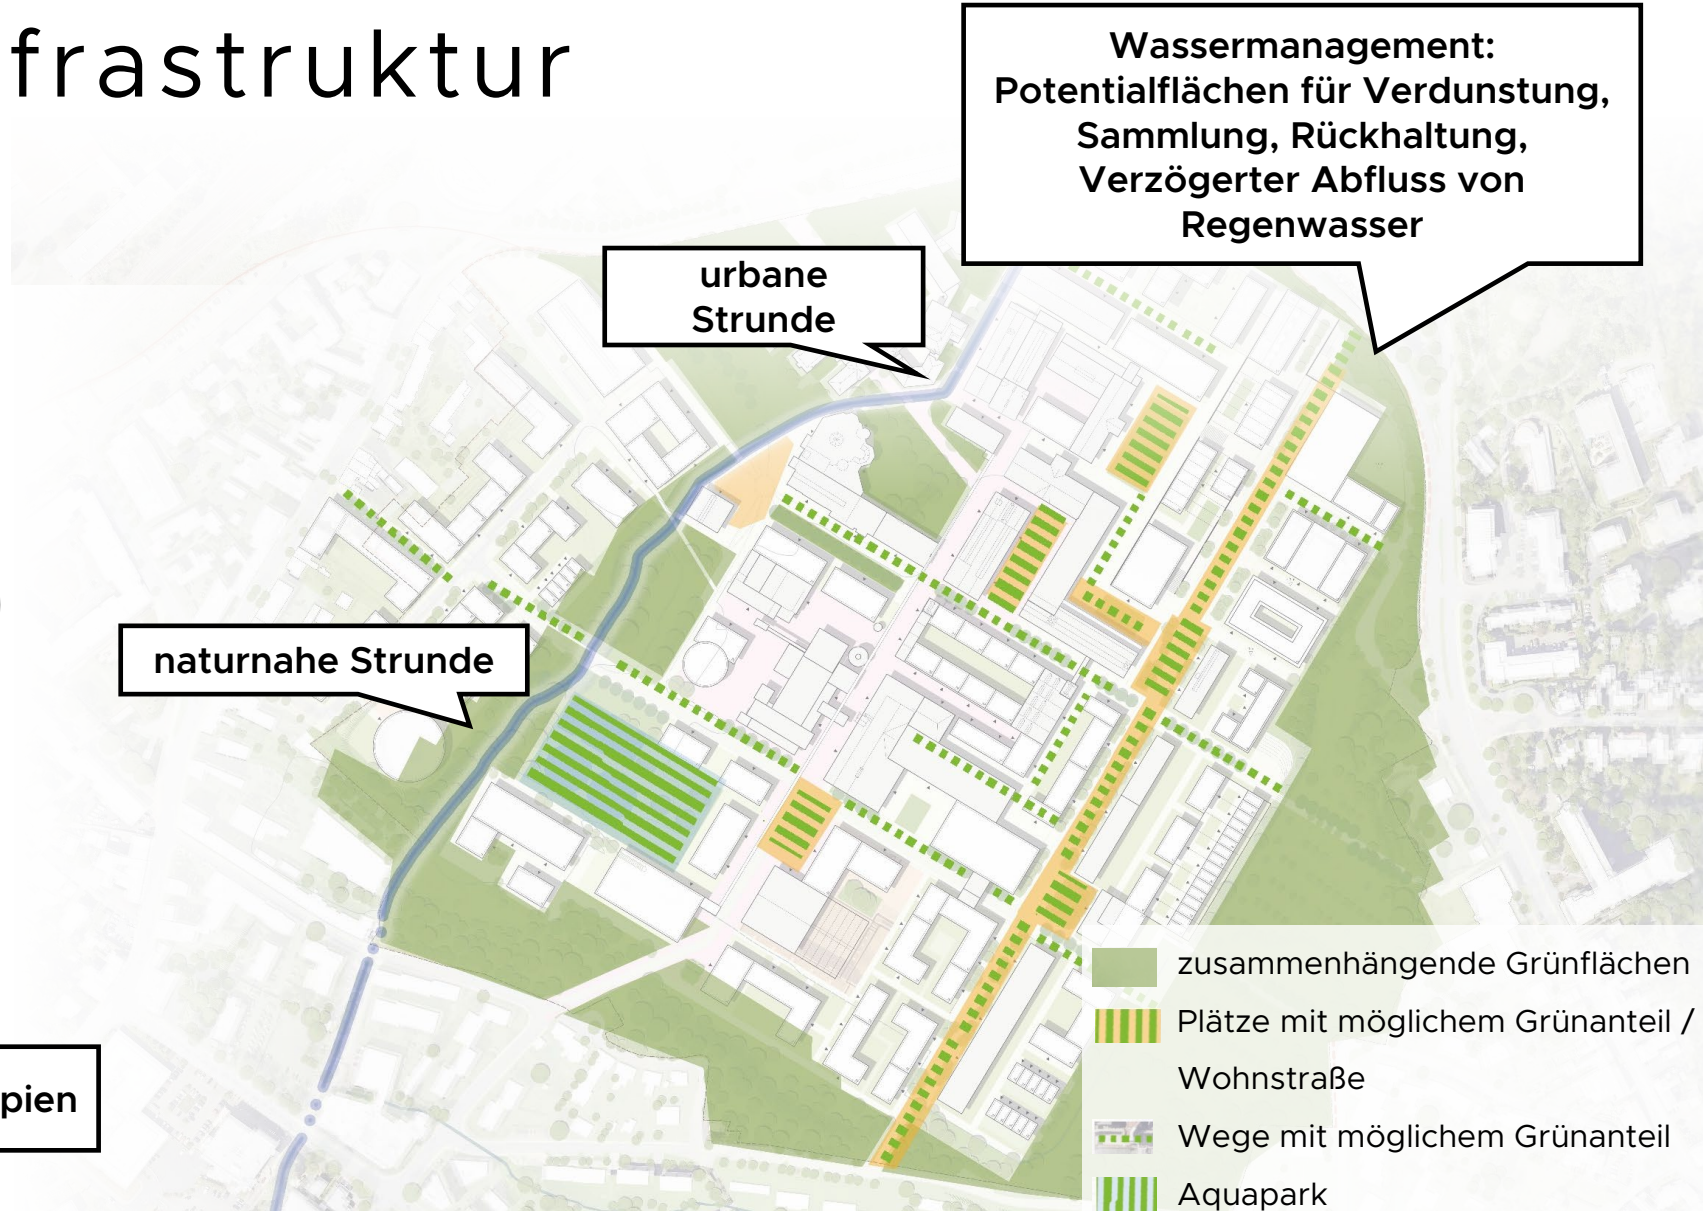 frastruktur
Wassermanagement:
Potentialflächen für Verdunstung,
Sammlung, Rückhaltung,
Verzögerter Abfluss von
Regenwasser
urbane
Strunde
naturnahe Strunde
pien
zusammenhängende Grünflächen
Plätze mit möglichem Grünanteil /
Wohnstraße
Wege mit möglichem Grünanteil
Aquapark